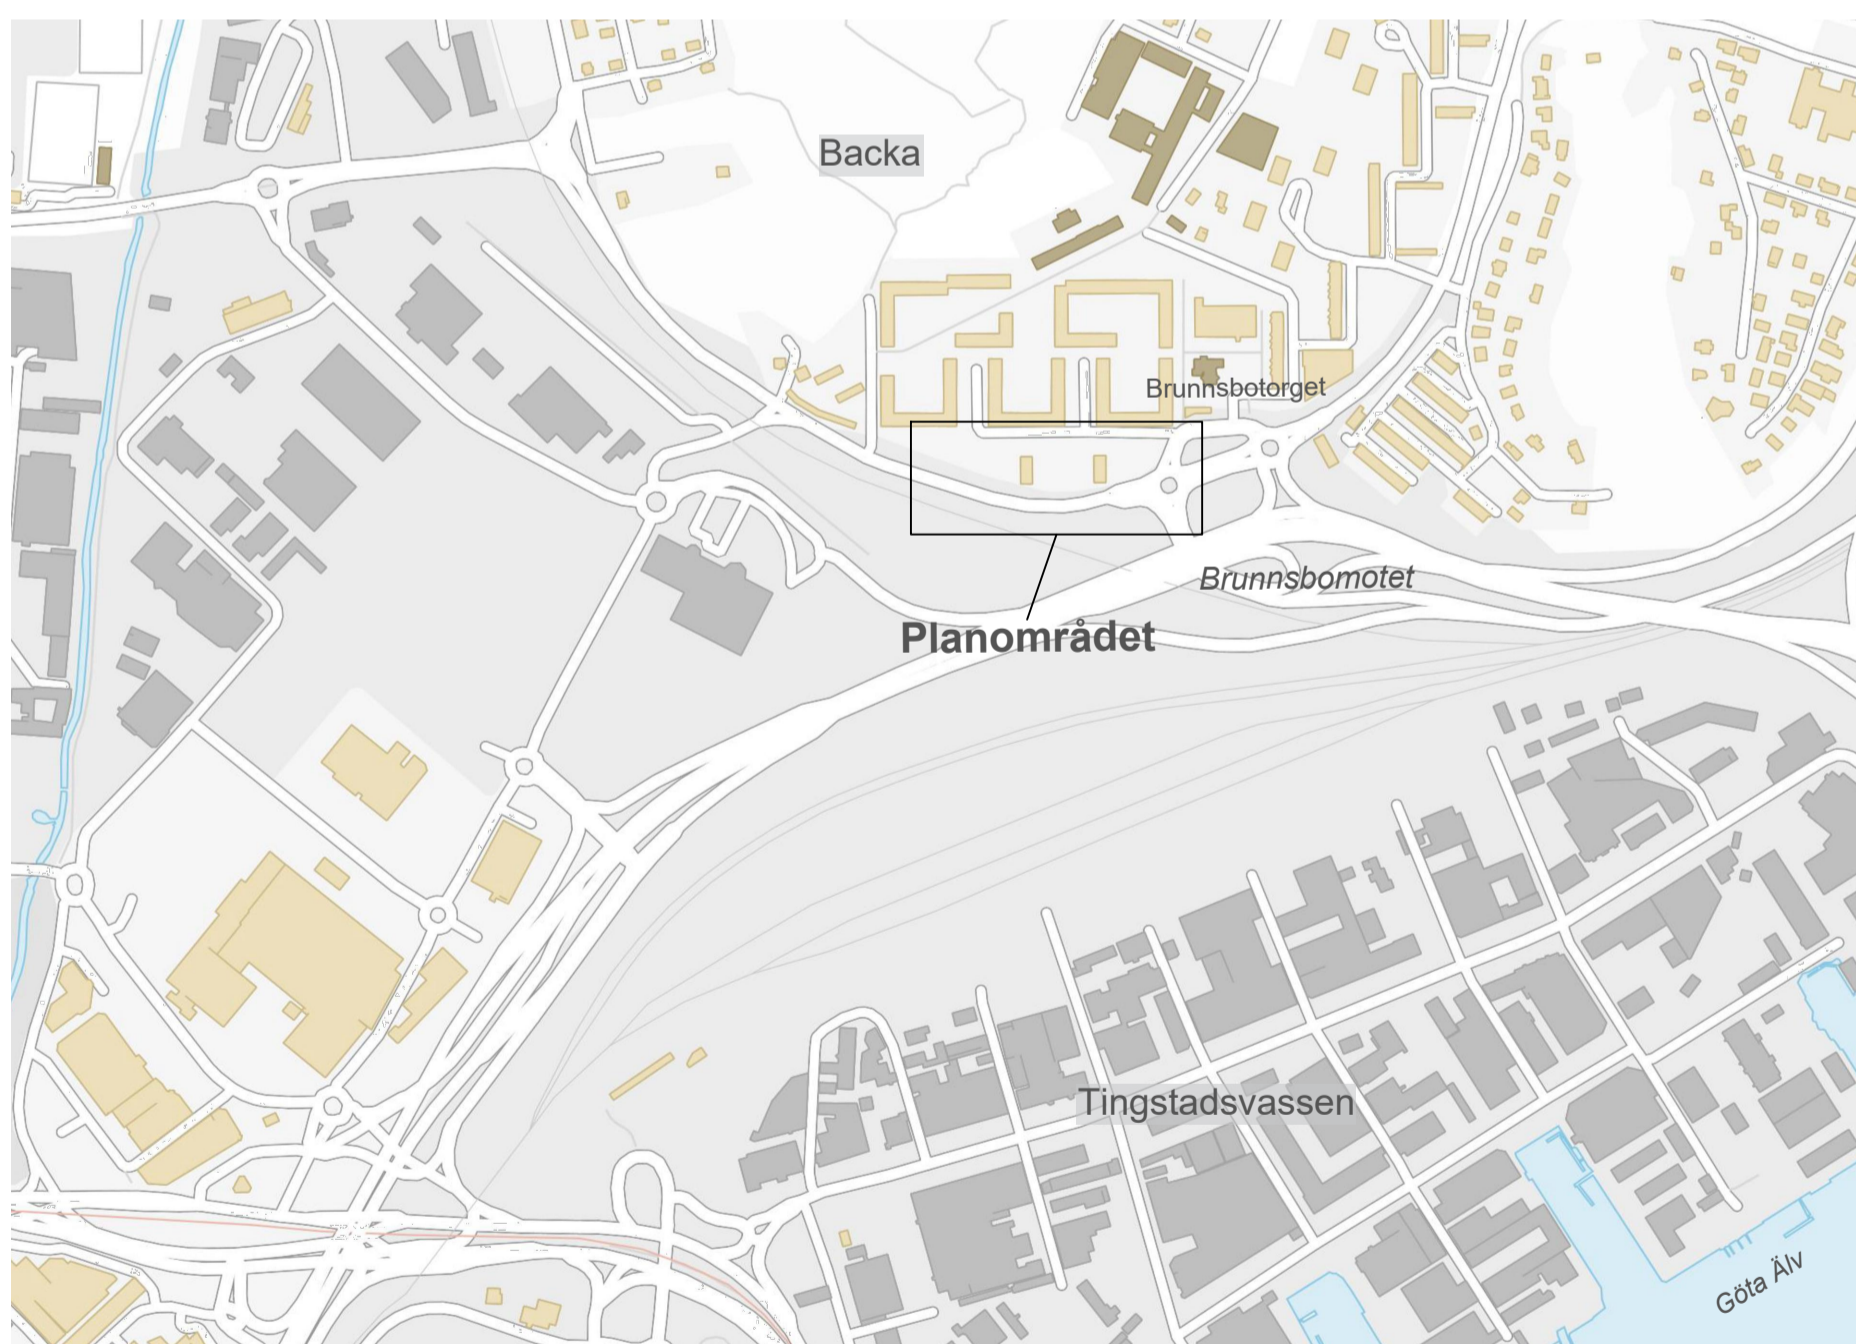 Backa
Brunnsbotorget
Brunnsbomotet
Planområdet
Tingstadsvassen
Göta Älv